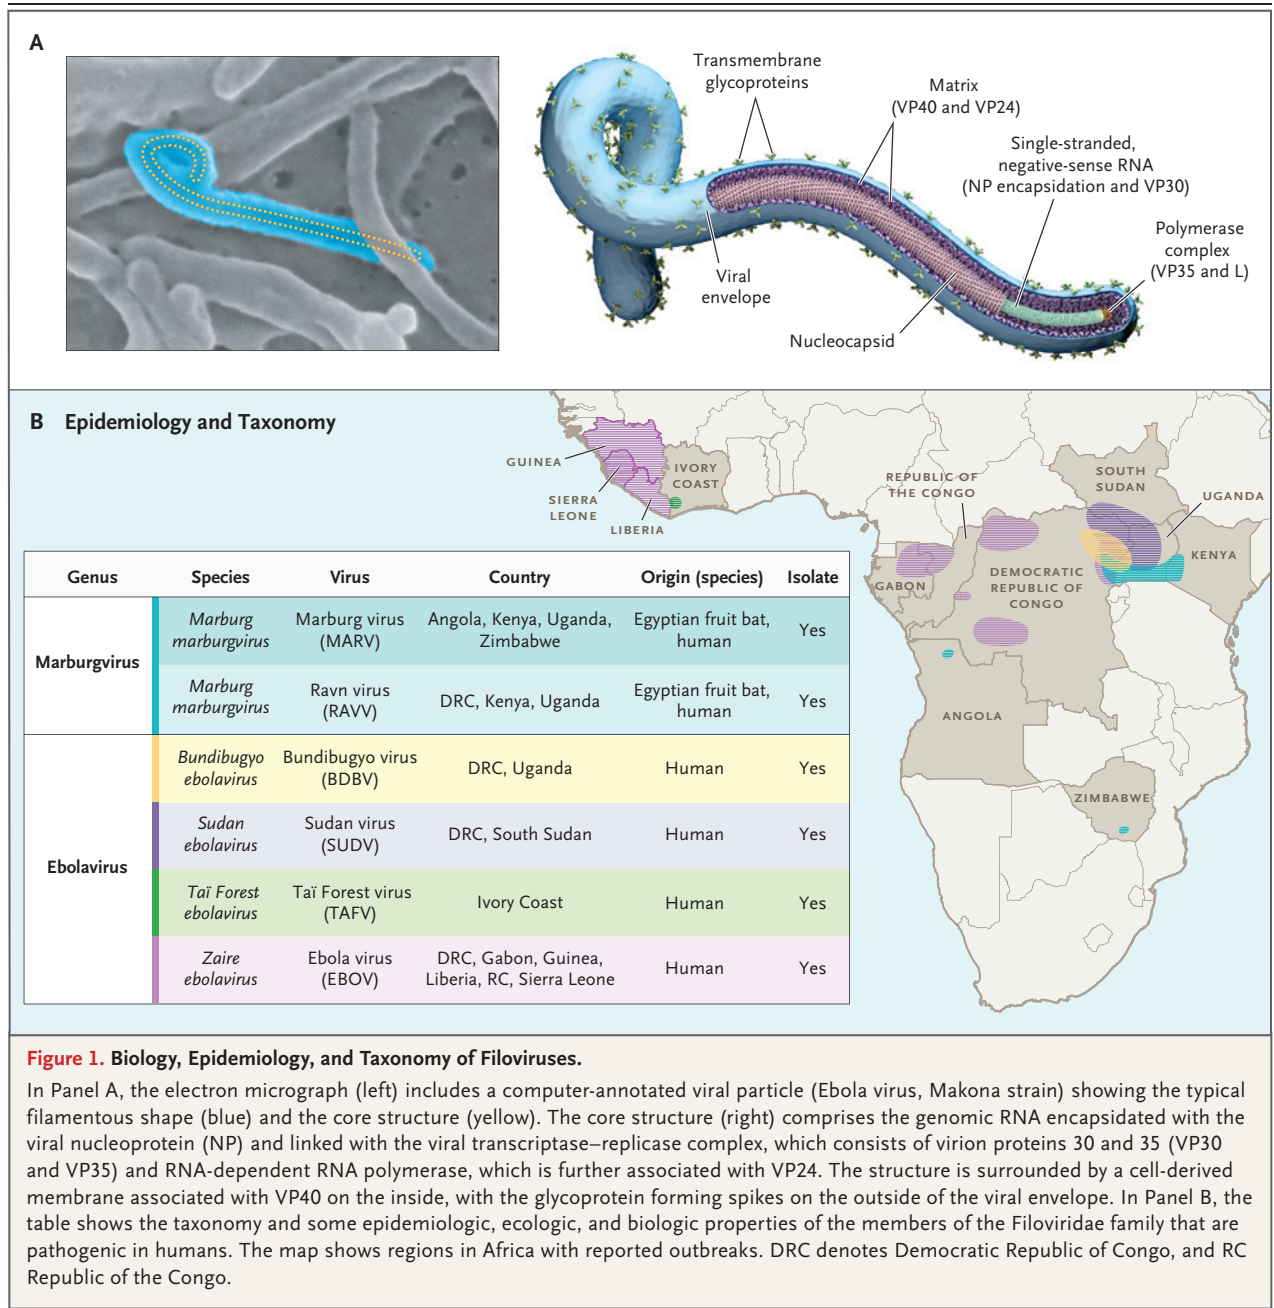 A
Transmembrane
glycoproteins
Matrix
(VP40 and VP24)
Single-stranded,
negative-sense RNA
(NP encapsidation and VP30)
Polymerase
complex
(VP35 and L)
Viral
envelope
Nucleocapsid
B Epidemiology and Taxonomy
GUINEA
SIERRA
LEONE
LIBERIA
IVORY
COAST
REPUBLIC OF
THE CONGO
SOUTH
SUDAN
UGANDA
KENYA
GABON
DEMOCRATIC
REPUBLIC OF
CONGO
ANGOLA
ZIMBABWE
Genus Species Virus Country Origin (species) Isolate
Marburgvirus
Marburg Marburg virus Angola, Kenya, Uganda, Egyptian fruit bat, Yes
marburgvirus (MARV) Zimbabwe human
Marburg Ravn virus DRC, Kenya, Uganda Egyptian fruit bat, Yes
marburgvirus (RAVV) human
Ebolavirus
Bundibugyo Bundibugyo virus DRC, Uganda Human Yes
ebolavirus (BDBV)
Sudan Sudan virus DRC, South Sudan Human Yes
ebolavirus (SUDV)
Taï Forest Taï Forest virus Ivory Coast Human Yes
ebolavirus (TAFV)
Zaire Ebola virus DRC, Gabon, Guinea, Human Yes
ebolavirus (EBOV) Liberia, RC, Sierra Leone
Figure 1. Biology, Epidemiology, and Taxonomy of Filoviruses.
In Panel A, the electron micrograph (left) includes a computer-annotated viral particle (Ebola virus, Makona strain) showing the typical
filamentous shape (blue) and the core structure (yellow). The core structure (right) comprises the genomic RNA encapsidated with the
viral nucleoprotein (NP) and linked with the viral transcriptase–replicase complex, which consists of virion proteins 30 and 35 (VP30
and VP35) and RNA-dependent RNA polymerase, which is further associated with VP24. The structure is surrounded by a cell-derived
membrane associated with VP40 on the inside, with the glycoprotein forming spikes on the outside of the viral envelope. In Panel B, the
table shows the taxonomy and some epidemiologic, ecologic, and biologic properties of the members of the Filoviridae family that are
pathogenic in humans. The map shows regions in Africa with reported outbreaks. DRC denotes Democratic Republic of Congo, and RC
Republic of the Congo.